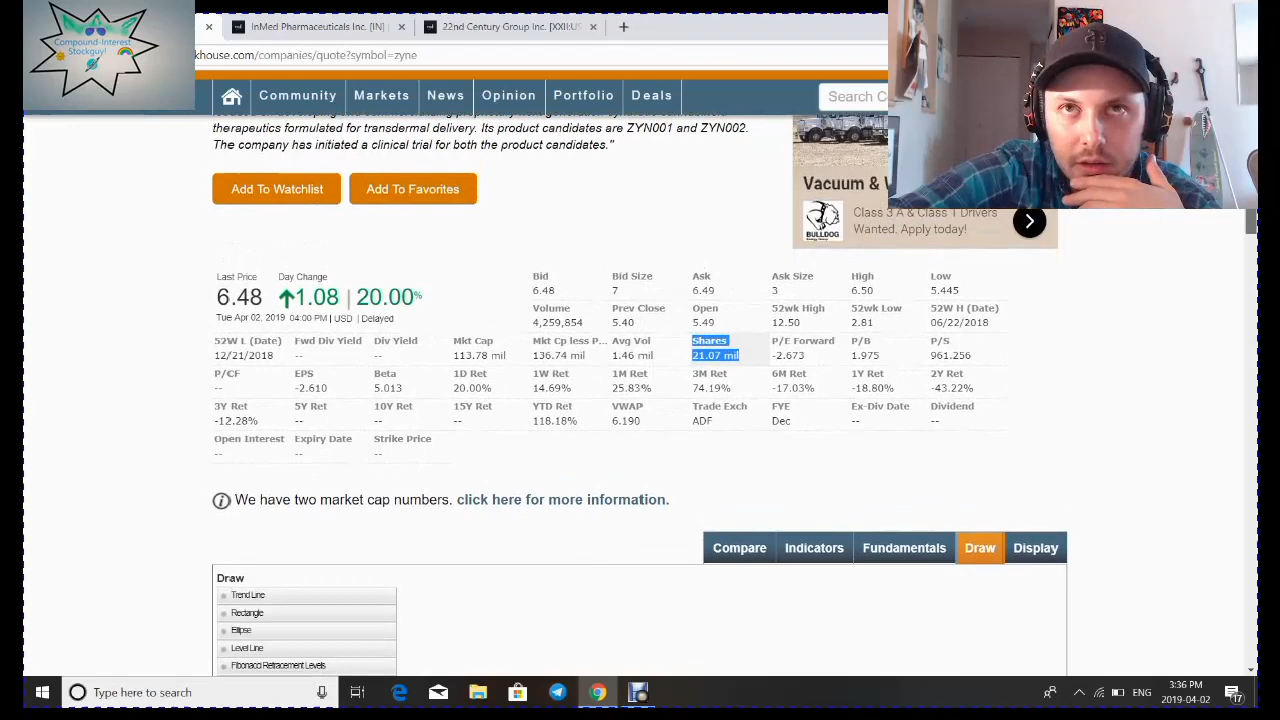 Compound-Interest
Stockguy!
InMed Pharmaceuticals Inc. [IN]
22nd Century Group Inc. [XXII:US
khouse.com/companies/quote?symbol=zyne
Community
Markets
News
Opinion
Portfolio
Deals
Search C
therapeutics formulated for transdermal delivery. Its product candidates are ZYN001 and ZYN002.
The company has initiated a clinical trial for both the product candidates."
Add To Watchlist
Add To Favorites
Vacuum & W
Class 3 A & Class 1 Drivers
Wanted. Apply today!
BULLDOG
Last Price Day Change Bid Bid Size Ask Ask Size High Low
6.48 1.08 | 20.00% 6.48 7 6.49 3 6.50 5.445
Volume Prev Close Open 52wk High 52wk Low 52W H (Date)
Tue Apr 02, 2019 | 04:00 PM | USD | Delayed 4,259,854 5.40 5.49 12.50 2.81 06/22/2018
52W L (Date) Fwd Div Yield Div Yield Mkt Cap Mkt Cp less P... Avg Vol Shares P/E Forward P/B P/S
12/21/2018 -- -- 113.78 mil 136.74 mil 1.46 mil 21.07 mil -2.673 1.975 961.256
P/CF EPS Beta 1D Ret 1W Ret 1M Ret 3M Ret 6M Ret 1Y Ret 2Y Ret
-- -2.610 5.013 20.00% 14.69% 25.83% 74.19% -17.03% -18.80% -43.22%
3Y Ret 5Y Ret 10Y Ret 15Y Ret YTD Ret VWAP Trade Exch FYE Ex-Div Date Dividend
-12.28% -- -- -- 118.18% 6.190 ADF Dec -- --
Open Interest Expiry Date Strike Price
-- -- --
We have two market cap numbers. click here for more information.
Compare
Indicators
Fundamentals
Draw
Display
Draw
Trend Line
Rectangle
Ellipse
Level Line
Fibonacci Retracement Levels
Type here to search
ENG
3:36 PM
2019-04-02
17